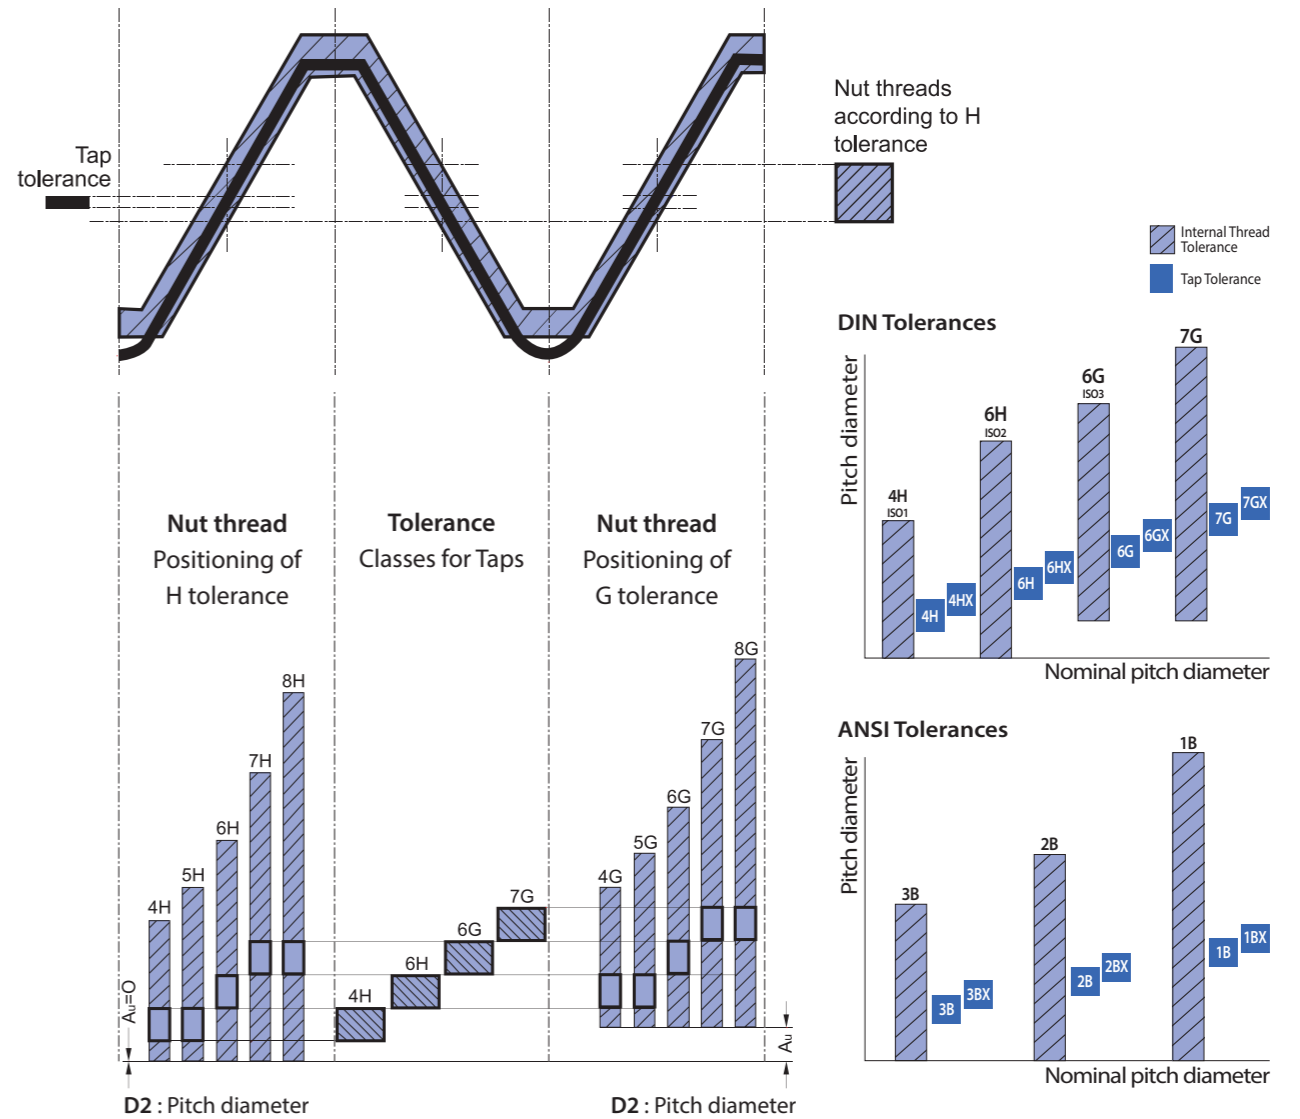 Tap
tolerance
Nut threads
according to H
tolerance
Internal Thread
Tolerance
Tap Tolerance
Nut thread
Positioning of
H tolerance
Tolerance
Classes for Taps
Nut thread
Positioning of
G tolerance
4H
5H
6H
7H
8H
4H
6H
6G
7G
4G
5G
6G
7G
8G
Au=O
Au
D2 : Pitch diameter
D2 : Pitch diameter
DIN Tolerances
Pitch diameter
4H
ISO1
4H
4HX
6H
ISO2
6H
6HX
6G
ISO3
6G
6GX
7G
7G
7GX
Nominal pitch diameter
ANSI Tolerances
Pitch diameter
3B
3B
3BX
2B
2B
2BX
1B
1B
1BX
Nominal pitch diameter